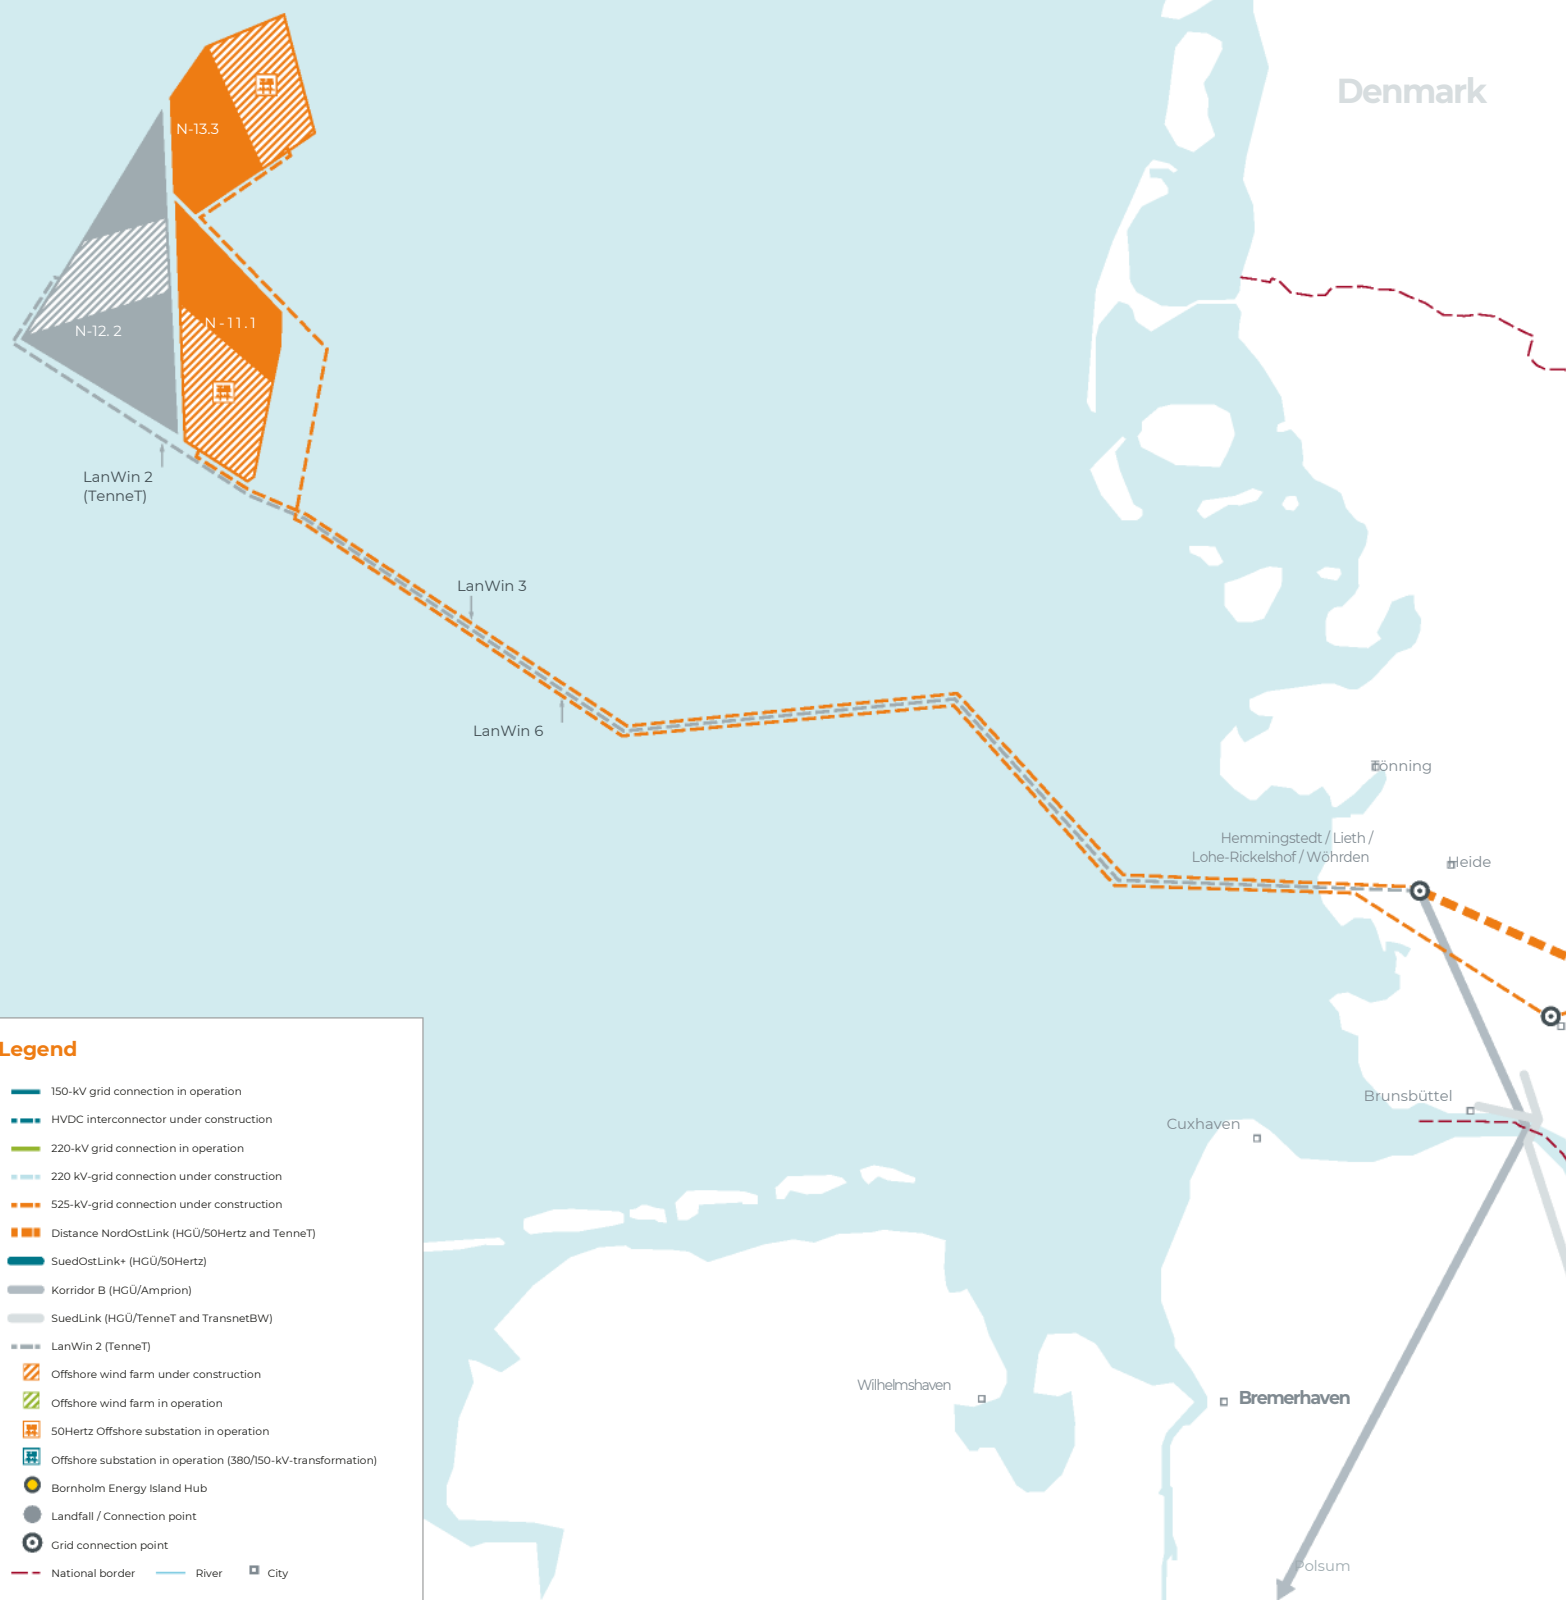 Denmark
N-13.3
N-12. 2
N-11.1
LanWin 2
(TenneT)
LanWin 3
LanWin 6
Tönning
Hemmingstedt / Lieth /
Lohe-Rickelshof / Wöhrden
Heide
Brunsbüttel
Cuxhaven
Wilhelmshaven
Bremerhaven
Polsum
Legend
150-kV grid connection in operation
HVDC interconnector under construction
220-kV grid connection in operation
220 kV-grid connection under construction
525-kV-grid connection under construction
Distance NordOstLink (HGÜ/50Hertz and TenneT)
SuedOstLink+ (HGÜ/50Hertz)
Korridor B (HGÜ/Amprion)
SuedLink (HGÜ/TenneT and TransnetBW)
LanWin 2 (TenneT)
Offshore wind farm under construction
Offshore wind farm in operation
50Hertz Offshore substation in operation
Offshore substation in operation (380/150-kV-transformation)
Bornholm Energy Island Hub
Landfall / Connection point
Grid connection point
National border River City